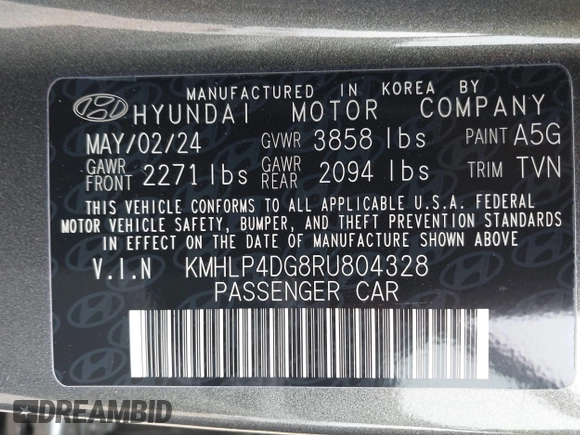 MANUFACTURED IN KOREA BY
HYUNDAI MOTOR COMPANY
MAY/02/24 GVWR 3858 lbs PAINT A5G
GAWR FRONT 2271 lbs GAWR REAR 2094 lbs TRIM TVN
THIS VEHICLE CONFORMS TO ALL APPLICABLE U.S.A. FEDERAL
MOTOR VEHICLE SAFETY, BUMPER, AND THEFT PREVENTION STANDARDS
IN EFFECT ON THE DATE OF MANUFACTURE SHOWN ABOVE
V.I.N KMHLP4DG8RU804328
PASSENGER CAR
DREAMBID